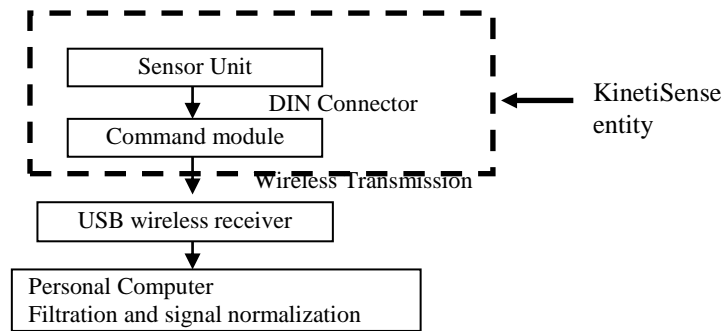 Sensor Unit
DIN Connector
KinetiSense
entity
Command module
Wireless Transmission
USB wireless receiver
Personal Computer
Filtration and signal normalization